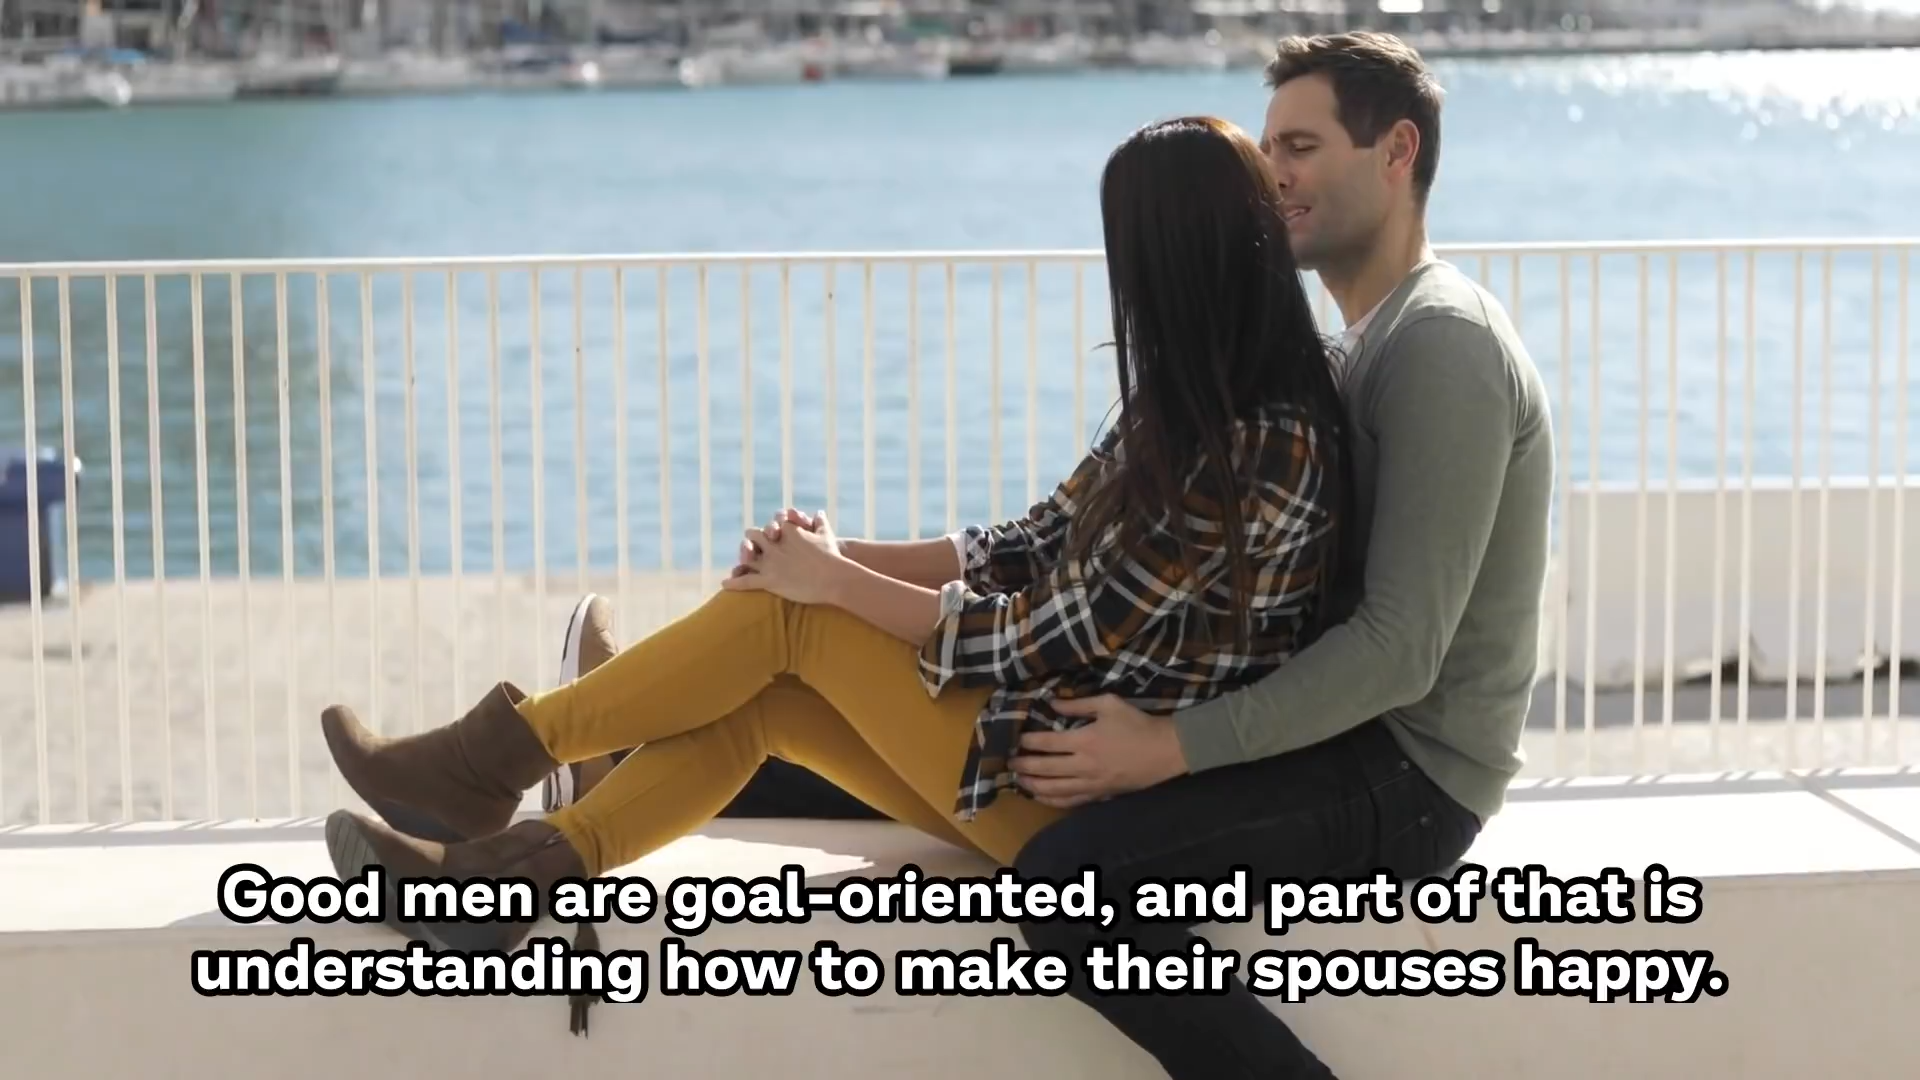 Good men are goal-oriented, and part of that is
understanding how to make their spouses happy.